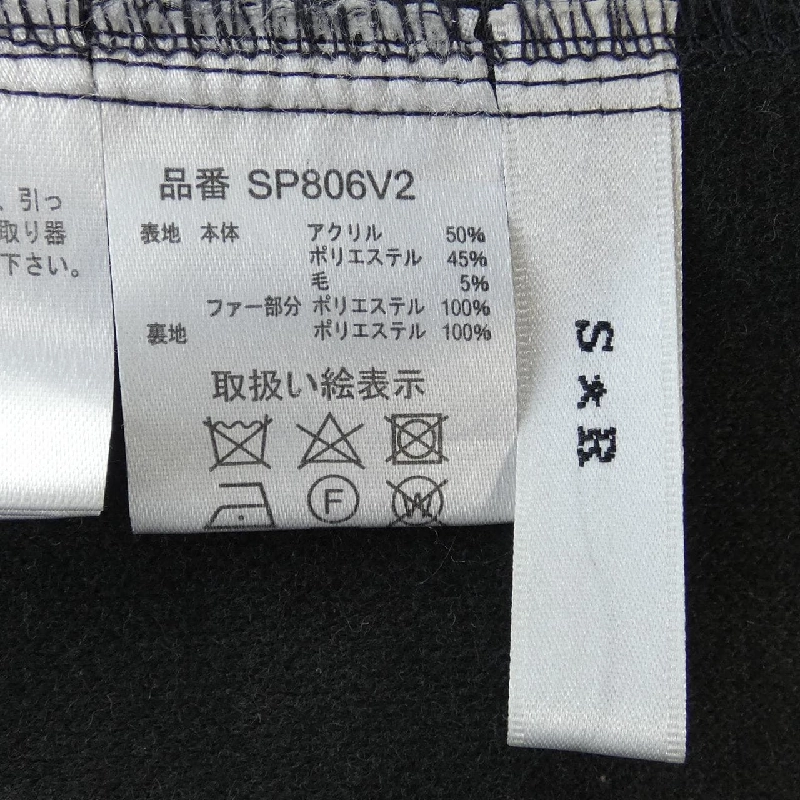 、引っ
取り器
下さい。
品番 SP806V2
表地 本体 アクリル 50%
ポリエステル 45%
毛 5%
ファー部分 ポリエステル 100%
裏地 ポリエステル 100%
取扱い絵表示
F
W
S★R